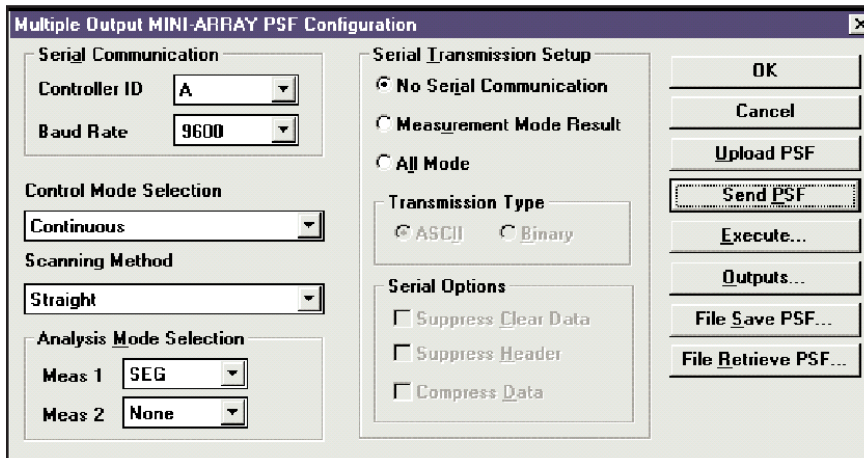 Multiple Output MINI-ARRAY PSF Configuration
Serial Communication
Controller ID A
Baud Rate 9600
Control Mode Selection
Continuous
Scanning Method
Straight
Analysis Mode Selection
Meas 1 SEG
Meas 2 None
Serial Transmission Setup
No Serial Communication
Measurement Mode Result
All Mode
Transmission Type
ASCII Binary
Serial Options
Suppress Clear Data
Suppress Header
Compress Data
OK
Cancel
Upload PSF
Send PSF
Execute...
Outputs...
File Save PSF...
File Retrieve PSF...